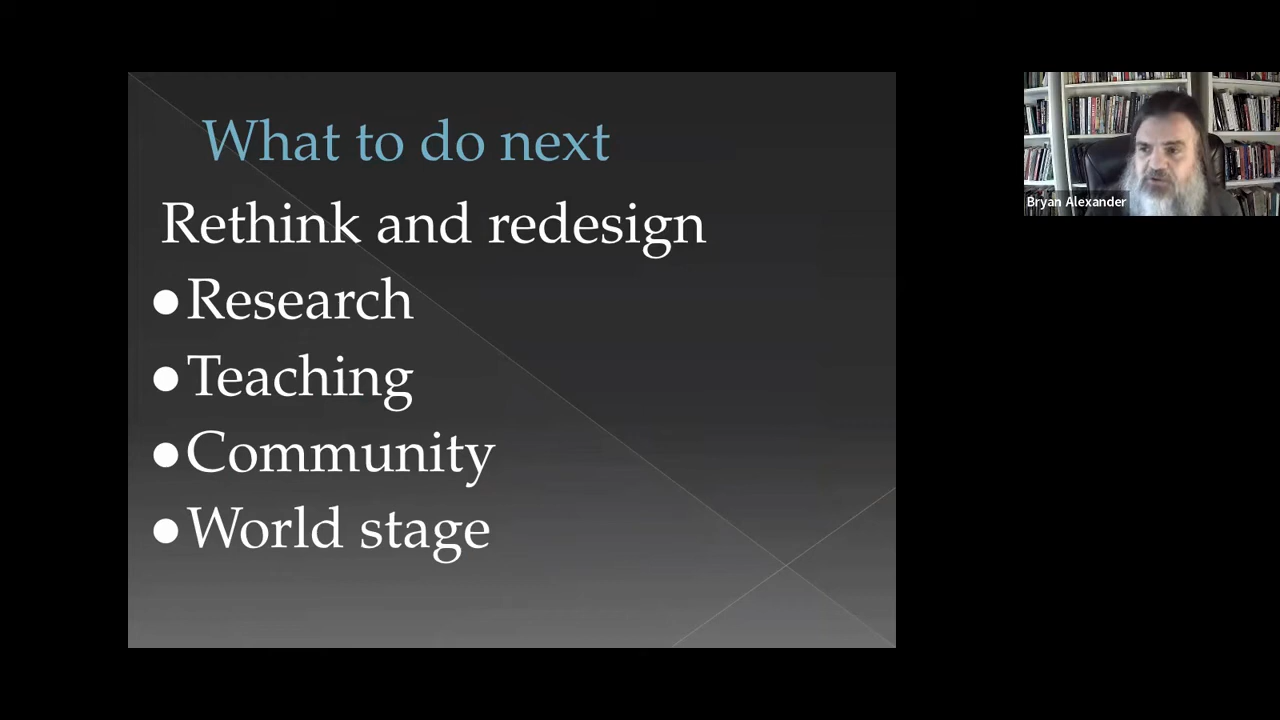 What to do next
Rethink and redesign
●Research
●Teaching
●Community
●World stage
Bryan Alexander